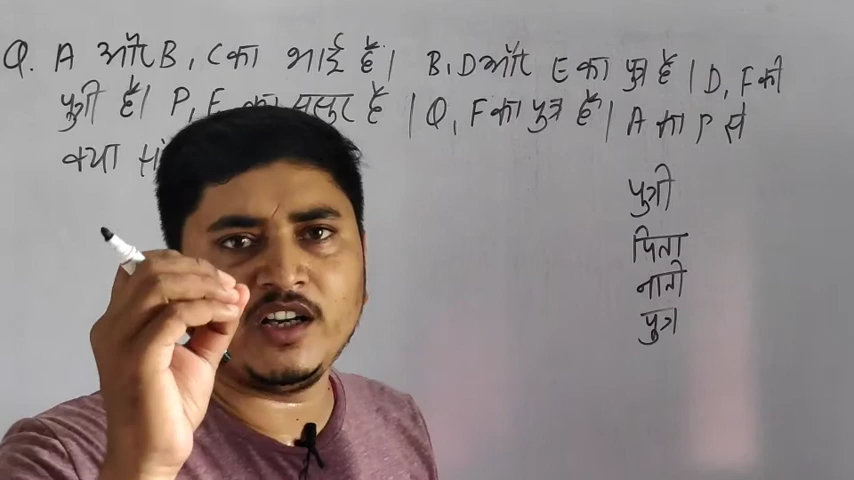 Q. A और B, C का भाई है। B, D और E का पुत्र है। D, F की
पुत्री है। P, E का ससुर है। Q, F का पुत्र है। A का P से
क्या
पुत्री
पिता
नाती
पुत्र